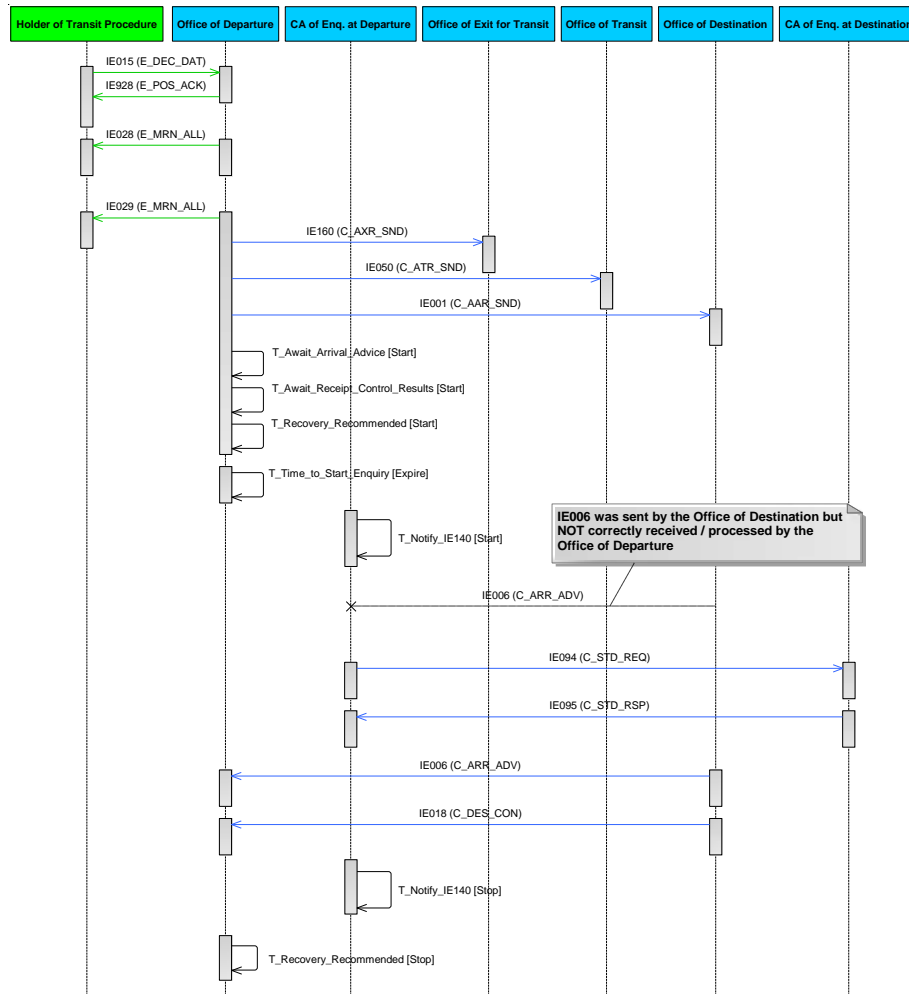 Holder of Transit Procedure
Office of Departure
CA of Enq. at Departure
Office of Exit for Transit
Office of Transit
Office of Destination
CA of Enq. at Destination
IE015 (E_DEC_DAT)
IE928 (E_POS_ACK)
IE028 (E_MRN_ALL)
IE029 (E_MRN_ALL)
IE160 (C_AXR_SND)
IE050 (C_ATR_SND)
IE001 (C_AAR_SND)
T_Await_Arrival_Advice [Start]
T_Await_Receipt_Control_Results [Start]
T_Recovery_Recommended [Start]
T_Time_to_Start_Enquiry [Expire]
IE006 was sent by the Office of Destination but
NOT correctly received / processed by the
Office of Departure
T_Notify_IE140 [Start]
IE006 (C_ARR_ADV)
IE094 (C_STD_REQ)
IE095 (C_STD_RSP)
IE006 (C_ARR_ADV)
IE018 (C_DES_CON)
T_Notify_IE140 [Stop]
T_Recovery_Recommended [Stop]